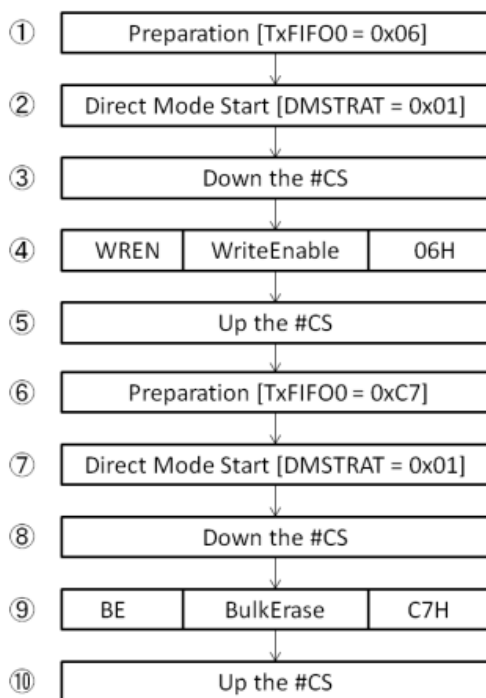 ① Preparation [TxFIFO0 = 0x06]
② Direct Mode Start [DMSTRAT = 0x01]
③ Down the #CS
④ WREN WriteEnable 06H
⑤ Up the #CS
⑥ Preparation [TxFIFO0 = 0xC7]
⑦ Direct Mode Start [DMSTRAT = 0x01]
⑧ Down the #CS
⑨ BE BulkErase C7H
⑩ Up the #CS